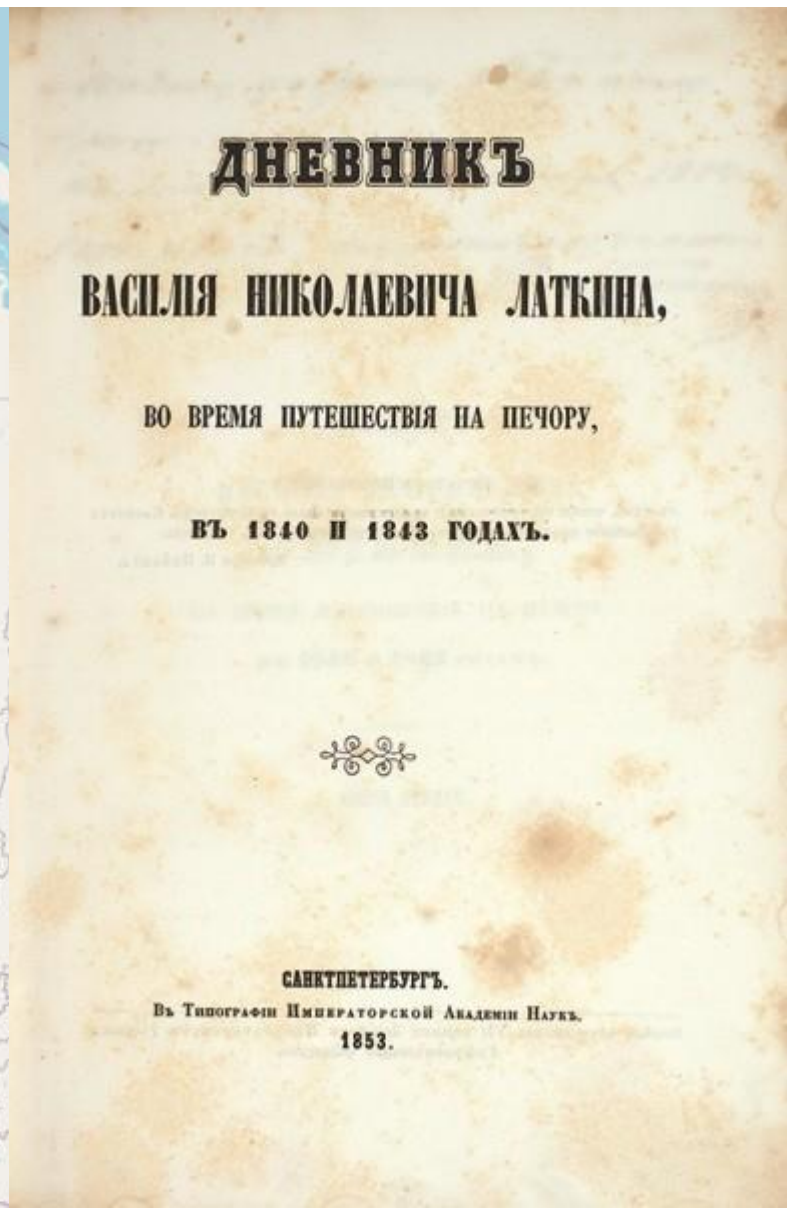 ДНЕВНИКЪ
ВАСИЛІЯ НИКОЛАЕВИЧА ЛАТКИНА,
ВО ВРЕМЯ ПУТЕШЕСТВІЯ НА ПЕЧОРУ,
ВЪ 1840 И 1843 ГОДАХЪ.
САНКТПЕТЕРБУРГЪ.
Въ Типографіи Императорской Академіи Наукъ.
1853.